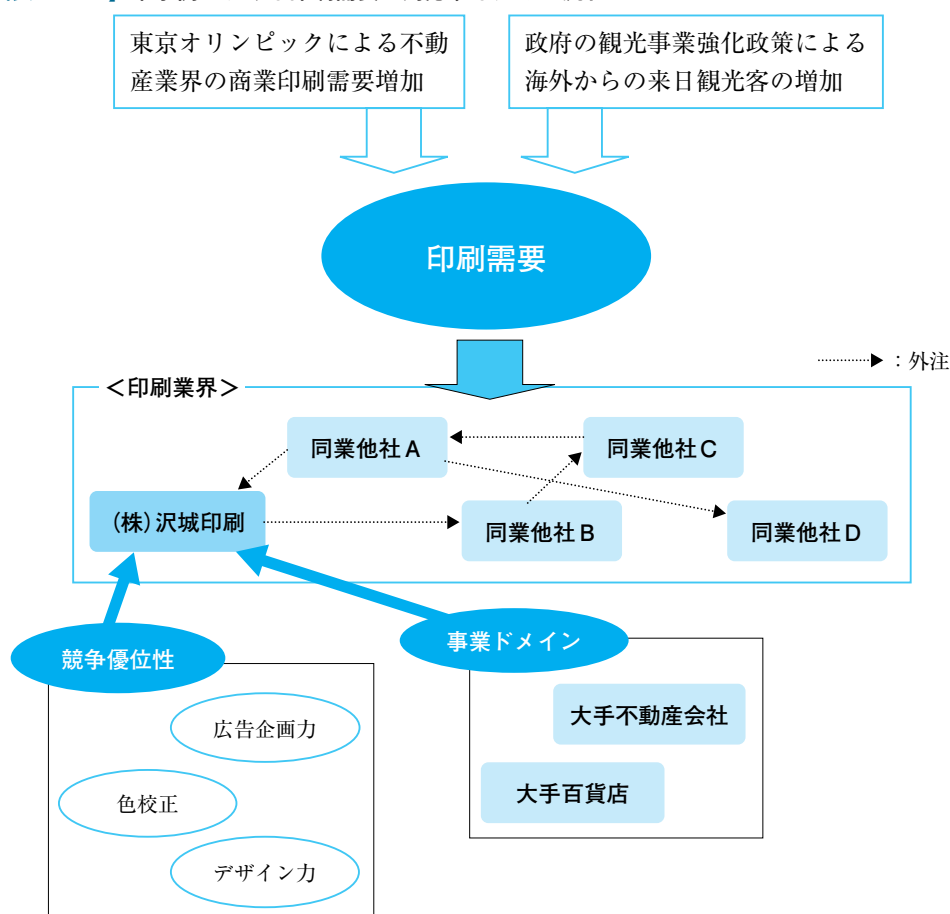 東京オリンピックによる不動
産業界の商業印刷需要増加
政府の観光事業強化政策による
海外からの来日観光客の増加
印刷需要
：外注
＜印刷業界＞
同業他社A
同業他社C
(株)沢城印刷
同業他社B
同業他社D
競争優位性
事業ドメイン
広告企画力
大手不動産会社
色校正
大手百貨店
デザイン力